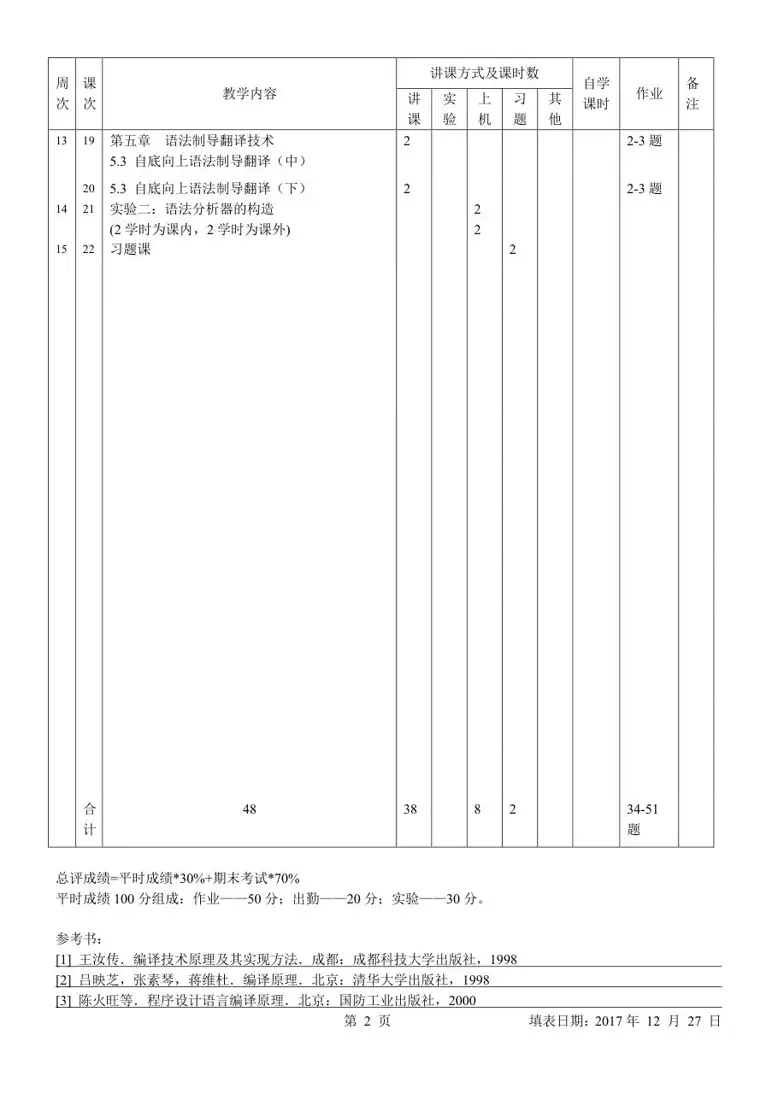 周次 课次 教学内容 讲课方式及课时数 自学课时 作业 备注
讲课 实验 上机 习题 其他
13 19 第五章 语法制导翻译技术 2 2-3 题
5.3 自底向上语法制导翻译（中）
20 5.3 自底向上语法制导翻译（下） 2 2-3 题
14 21 实验二：语法分析器的构造 2
(2 学时为课内，2 学时为课外) 2
15 22 习题课 2
合计 48 38 8 2 34-51 题
总评成绩=平时成绩*30%+期末考试*70%
平时成绩 100 分组成：作业——50 分；出勤——20 分；实验——30 分。
参考书：
[1] 王汝传．编译技术原理及其实现方法．成都：成都科技大学出版社，1998
[2] 吕映芝，张素琴，蒋维杜．编译原理．北京：清华大学出版社，1998
[3] 陈火旺等．程序设计语言编译原理．北京：国防工业出版社，2000
第 2 页 填表日期：2017 年 12 月 27 日